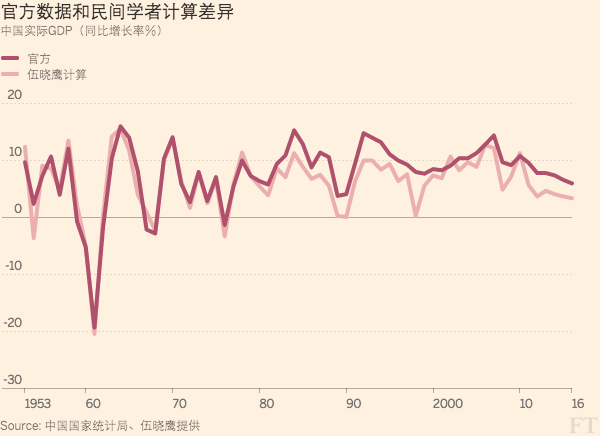 官方数据和民间学者计算差异
中国实际GDP（同比增长率%）
官方
伍晓鹰计算
20
10
0
-10
-20
-30
1953 60 70 80 90 2000 10 16
Source: 中国国家统计局、伍晓鹰提供
FT